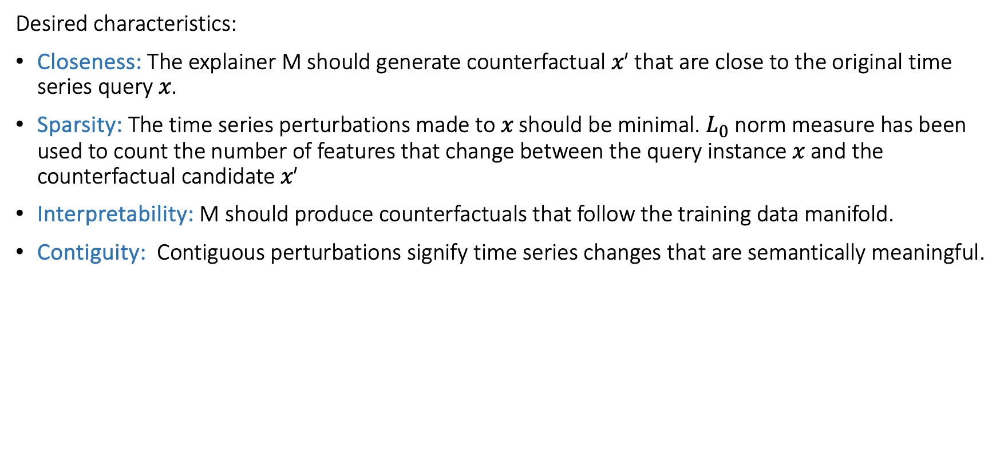 Desired characteristics:
• Closeness: The explainer M should generate counterfactual x′ that are close to the original time
series query x.
• Sparsity: The time series perturbations made to x should be minimal. L₀ norm measure has been
used to count the number of features that change between the query instance x and the
counterfactual candidate x′
• Interpretability: M should produce counterfactuals that follow the training data manifold.
• Contiguity:  Contiguous perturbations signify time series changes that are semantically meaningful.